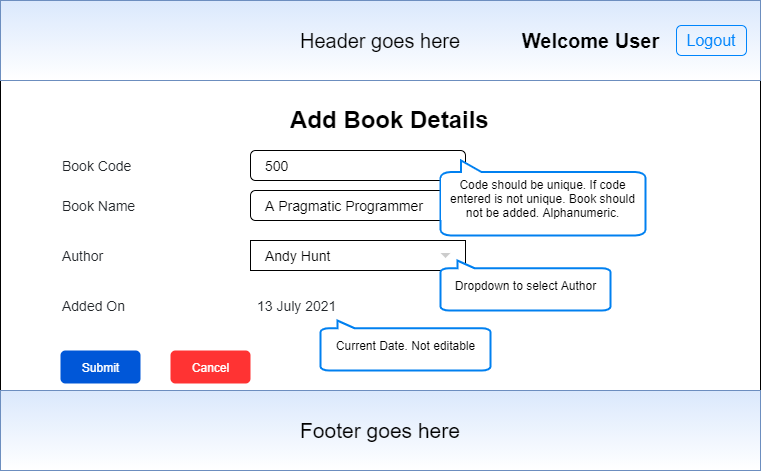 Header goes here
Welcome User
Logout
Add Book Details
Book Code
500
Code should be unique. If code
entered is not unique. Book should
not be added. Alphanumeric.
Book Name
A Pragmatic Programmer
Author
Andy Hunt
Dropdown to select Author
Added On
13 July 2021
Current Date. Not editable
Submit
Cancel
Footer goes here